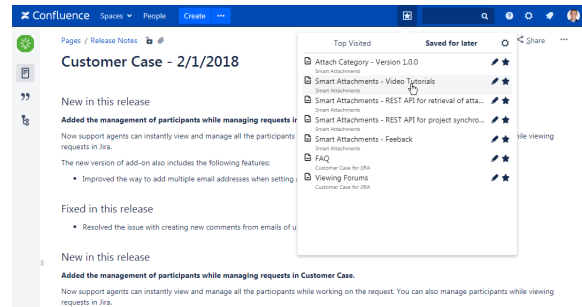 Confluence Spaces People Create ···
Pages / Release Notes
Share ···
Customer Case - 2/1/2018
Top Visited Saved for later
Attach Category - Version 1.0.0
Smart Attachments
Smart Attachments - Video Tutorials
Smart Attachments
Smart Attachments - REST API for retrieval of atta...
Smart Attachments
Smart Attachments - REST API for project synchro...
Smart Attachments
Smart Attachments - Feeback
Smart Attachments
FAQ
Customer Case for JIRA
Viewing Forums
Customer Case for JIRA
New in this release
Added the management of participants while managing requests in
Now support agents can instantly view and manage all the participants while viewing
requests in Jira.
The new version of add-on also includes the following features:
• Improved the way to add multiple email addresses when setting
Fixed in this release
• Resolved the issue with creating new comments from emails of u
New in this release
Added the management of participants while managing requests in Customer Case.
Now support agents can instantly view and manage all the participants while working on the request. You can also manage participants while viewing
requests in Jira.